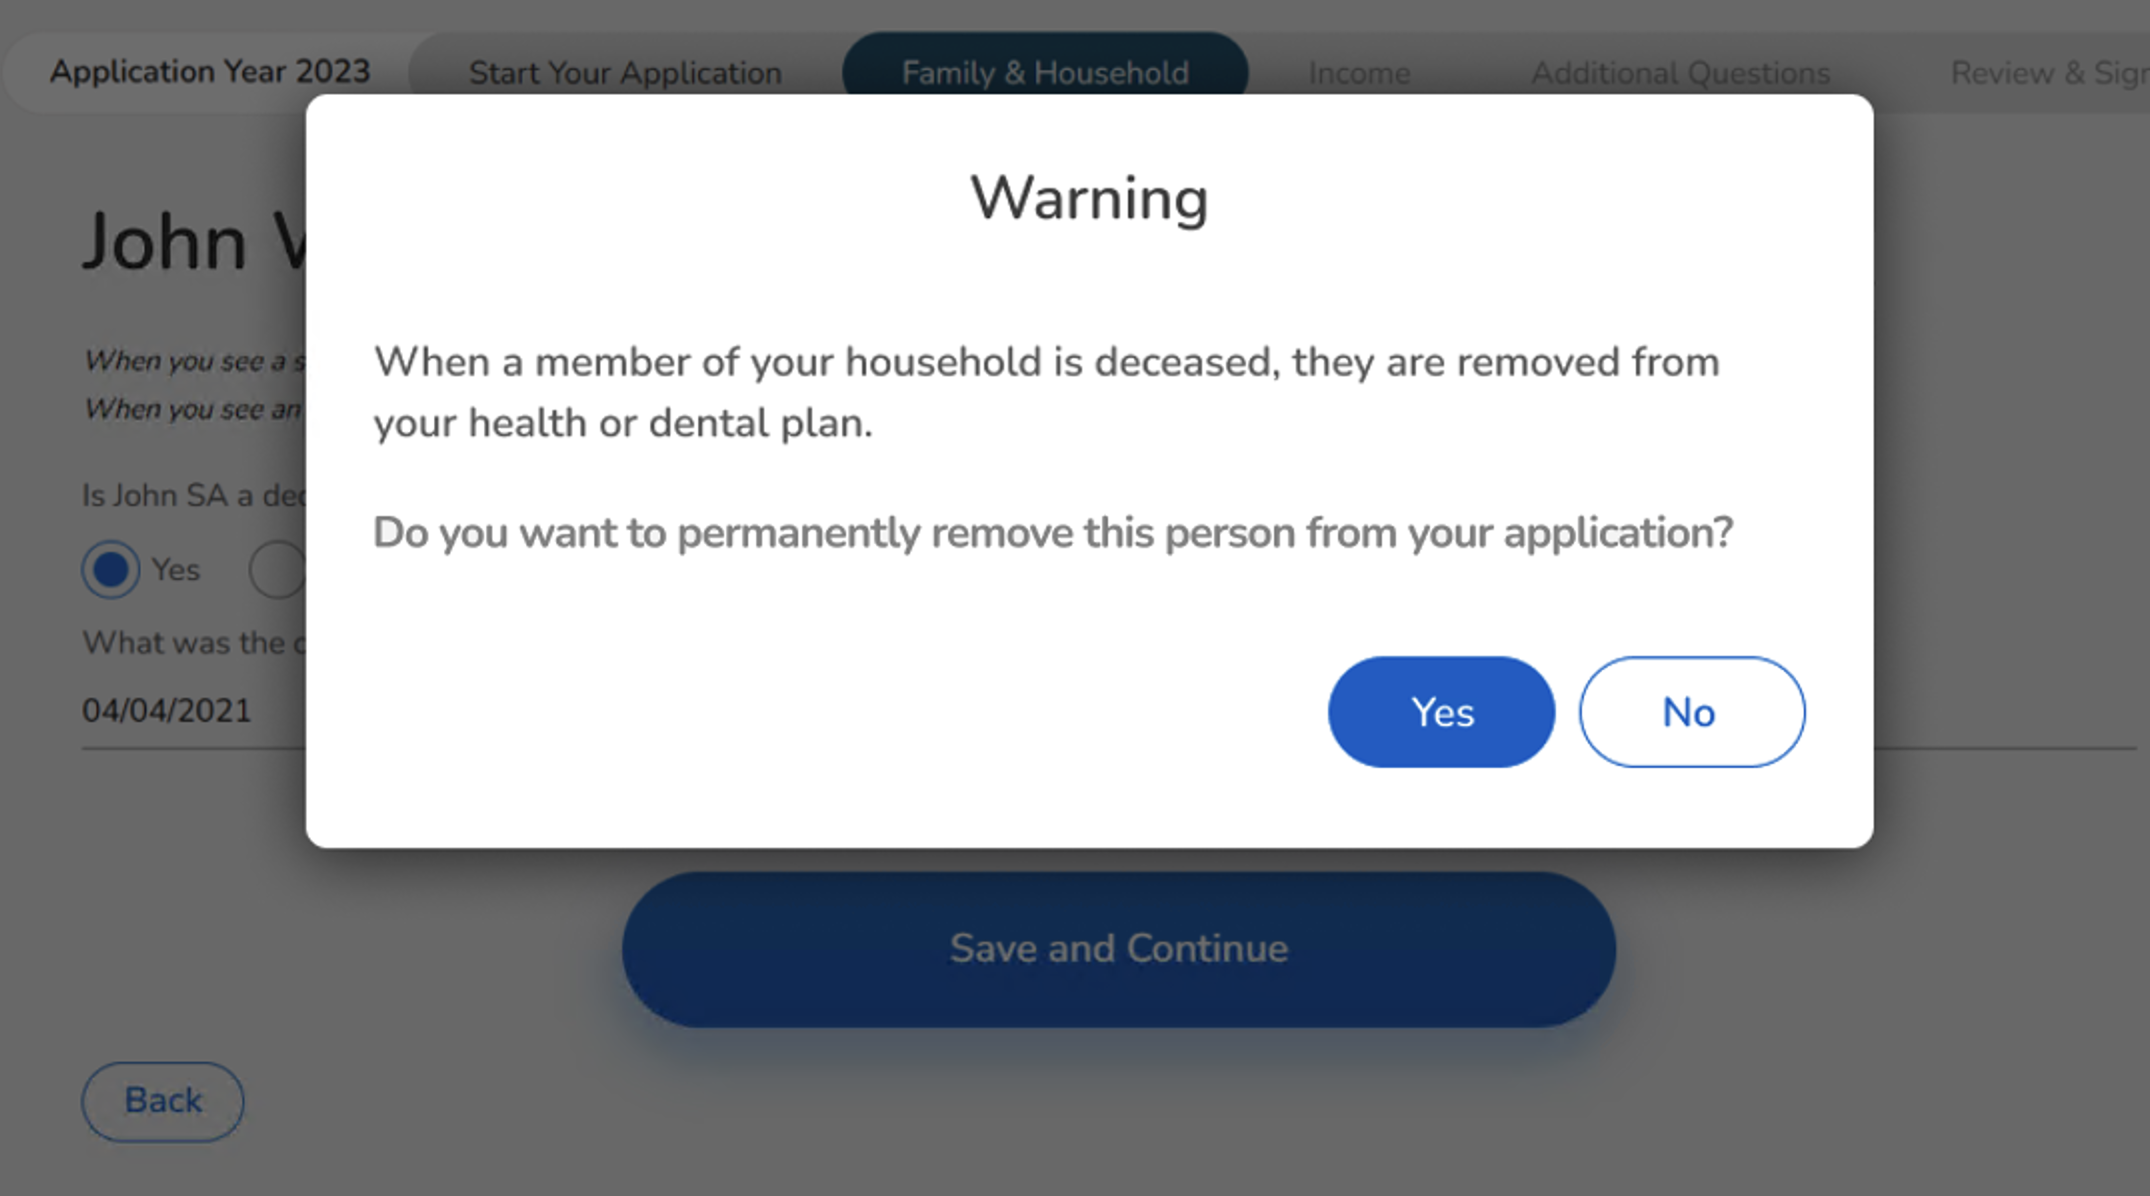 Application Year 2023
Start Your Application
Family & Household
Income
Additional Questions
Review & Sign
Warning
When a member of your household is deceased, they are removed from
your health or dental plan.
Do you want to permanently remove this person from your application?
Yes
No
John
When you see a
When you see an
Is John SA a
Yes
What was the
04/04/2021
Save and Continue
Back